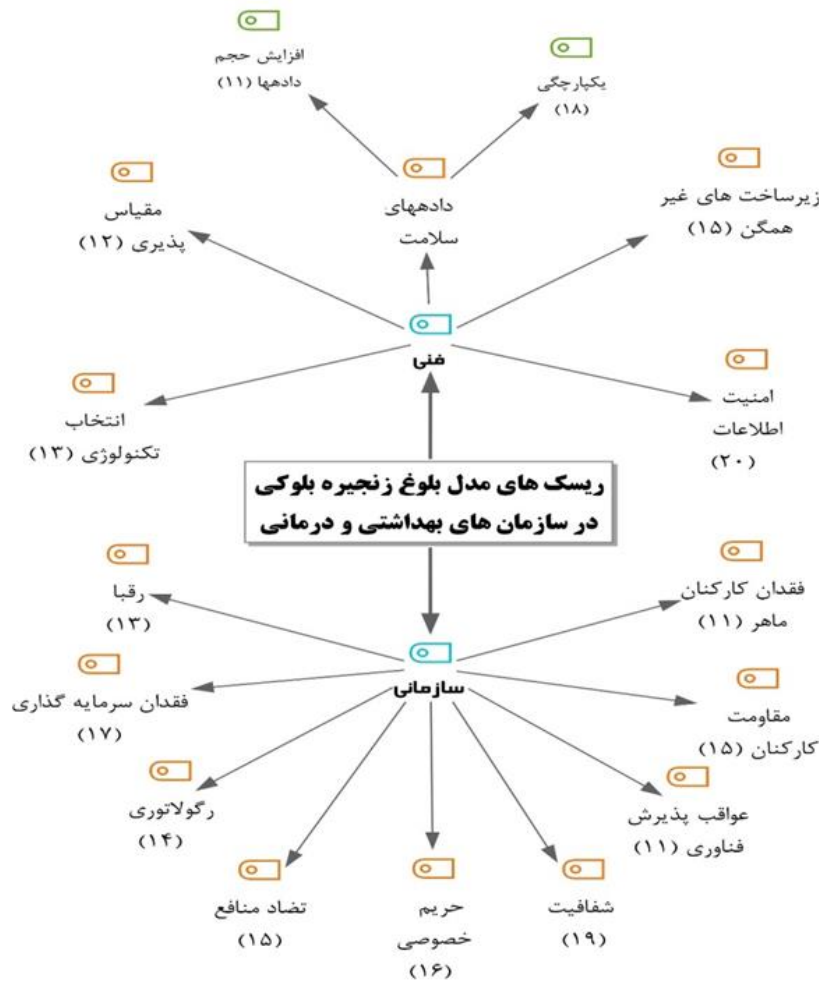 افزایش حجم
دادهها (۱۱)
یکپارچگی
(۱۸)
مقیاس
پذیری (۱۲)
دادههای
سلامت
زیرساخت های غیر
همگن (۱۵)
فنی
انتخاب
تکنولوژی (۱۳)
امنیت
اطلاعات
(۲۰)
ریسک های مدل بلوغ زنجیره بلوکی
در سازمان های بهداشتی و درمانی
رقبا
(۱۳)
فقدان کارکنان
ماهر (۱۱)
سازمانی
فقدان سرمایه گذاری
(۱۷)
مقاومت
کارکنان (۱۵)
رگولاتوری
(۱۴)
عواقب پذیرش
فناوری (۱۱)
تضاد منافع
(۱۵)
حریم
خصوصی
(۱۶)
شفافیت
(۱۹)